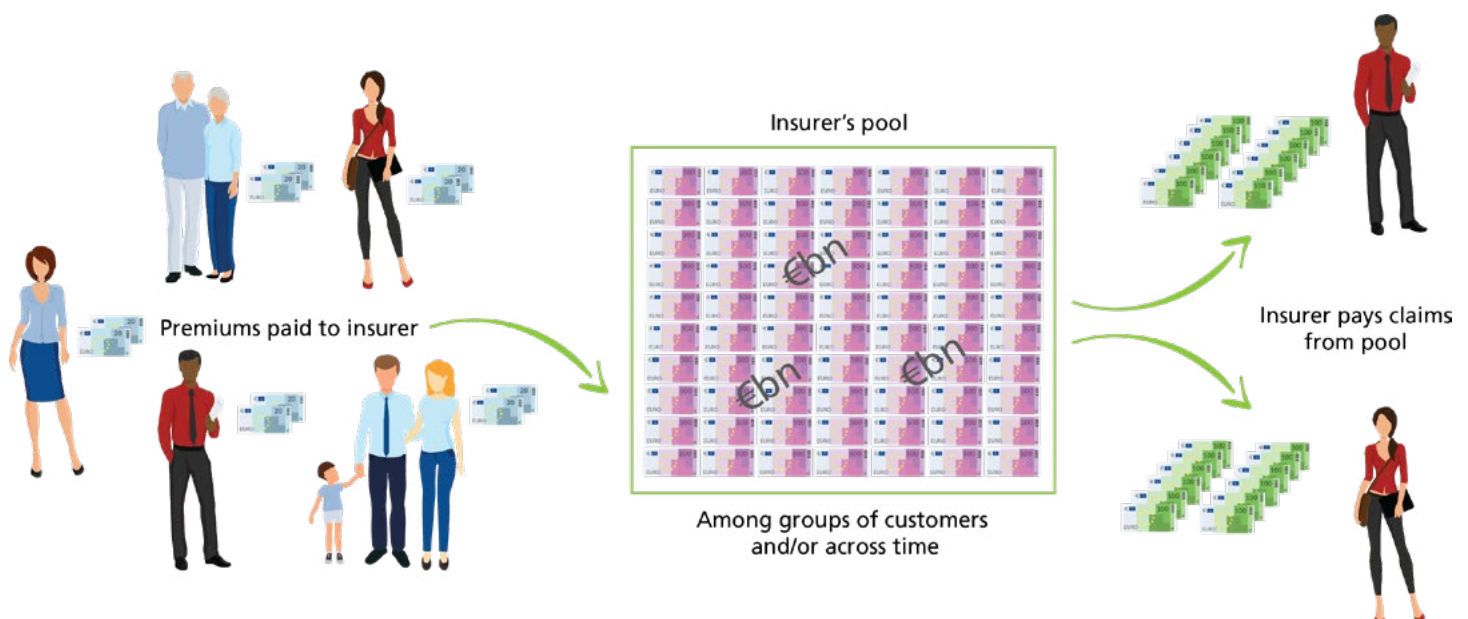 Insurer's pool
Premiums paid to insurer
€bn
€bn
€bn
Among groups of customers
and/or across time
Insurer pays claims
from pool